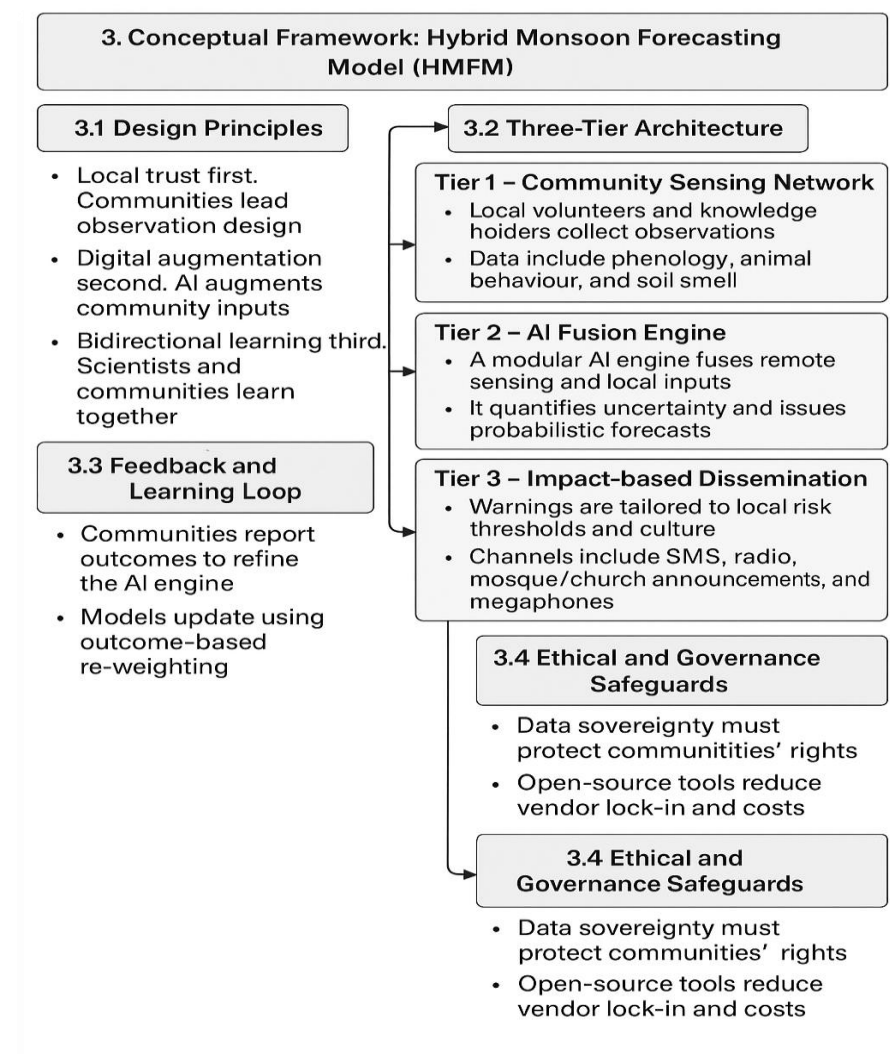 3. Conceptual Framework: Hybrid Monsoon Forecasting
Model (HMFM)
3.1 Design Principles
• Local trust first.
Communities lead
observation design
• Digital augmentation
second. AI augments
community inputs
• Bidirectional learning third.
Scientists and
communities learn
together
3.3 Feedback and
Learning Loop
• Communities report
outcomes to refine
the AI engine
• Models update using
outcome-based
re-weighting
3.2 Three-Tier Architecture
Tier 1 – Community Sensing Network
• Local volunteers and knowledge
hoiders collect observations
• Data include phenology, animal
behaviour, and soil smell
Tier 2 – AI Fusion Engine
• A modular AI engine fuses remote
sensing and local inputs
• It quantifies uncertainty and issues
probabilistic forecasts
Tier 3 – Impact-based Dissemination
• Warnings are tailored to local risk
thresholds and culture
• Channels include SMS, radio,
mosque/church announcements, and
megaphones
3.4 Ethical and Governance
Safeguards
• Data sovereignty must
protect communitities’ rights
• Open-source tools reduce
vendor lock-in and costs
3.4 Ethical and
Governance Safeguards
• Data sovereignty must
protect communities’ rights
• Open-source tools reduce
vendor lock-in and costs